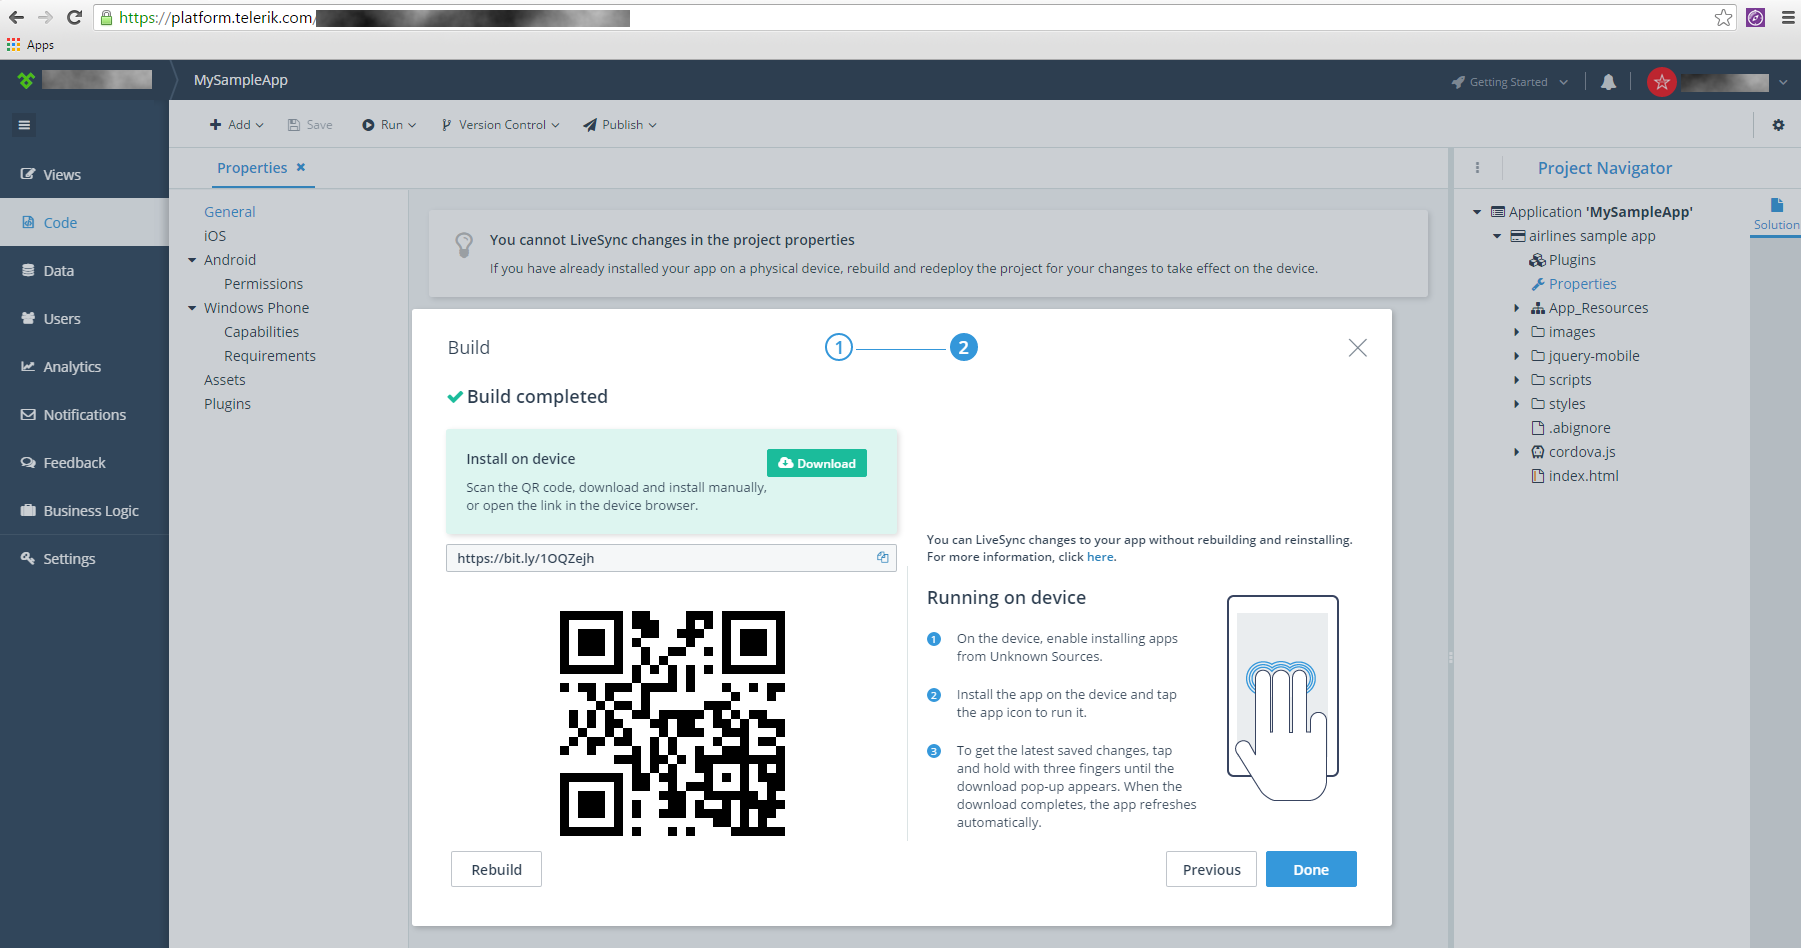 https://platform.telerik.com/
Apps
MySampleApp
Getting Started
Add
Save
Run
Version Control
Publish
Views
Code
Data
Users
Analytics
Notifications
Feedback
Business Logic
Settings
Properties
General
iOS
Android
Permissions
Windows Phone
Capabilities
Requirements
Assets
Plugins
You cannot LiveSync changes in the project properties
If you have already installed your app on a physical device, rebuild and redeploy the project for your changes to take effect on the device.
Build
1
2
Build completed
Install on device
Download
Scan the QR code, download and install manually,
or open the link in the device browser.
https://bit.ly/1OQZejh
You can LiveSync changes to your app without rebuilding and reinstalling.
For more information, click here.
Running on device
1 On the device, enable installing apps
from Unknown Sources.
2 Install the app on the device and tap
the app icon to run it.
3 To get the latest saved changes, tap
and hold with three fingers until the
download pop-up appears. When the
download completes, the app refreshes
automatically.
Rebuild
Previous
Done
Project Navigator
Application 'MySampleApp'
airlines sample app
Plugins
Properties
App_Resources
images
jquery-mobile
scripts
styles
.abignore
cordova.js
index.html
Solution